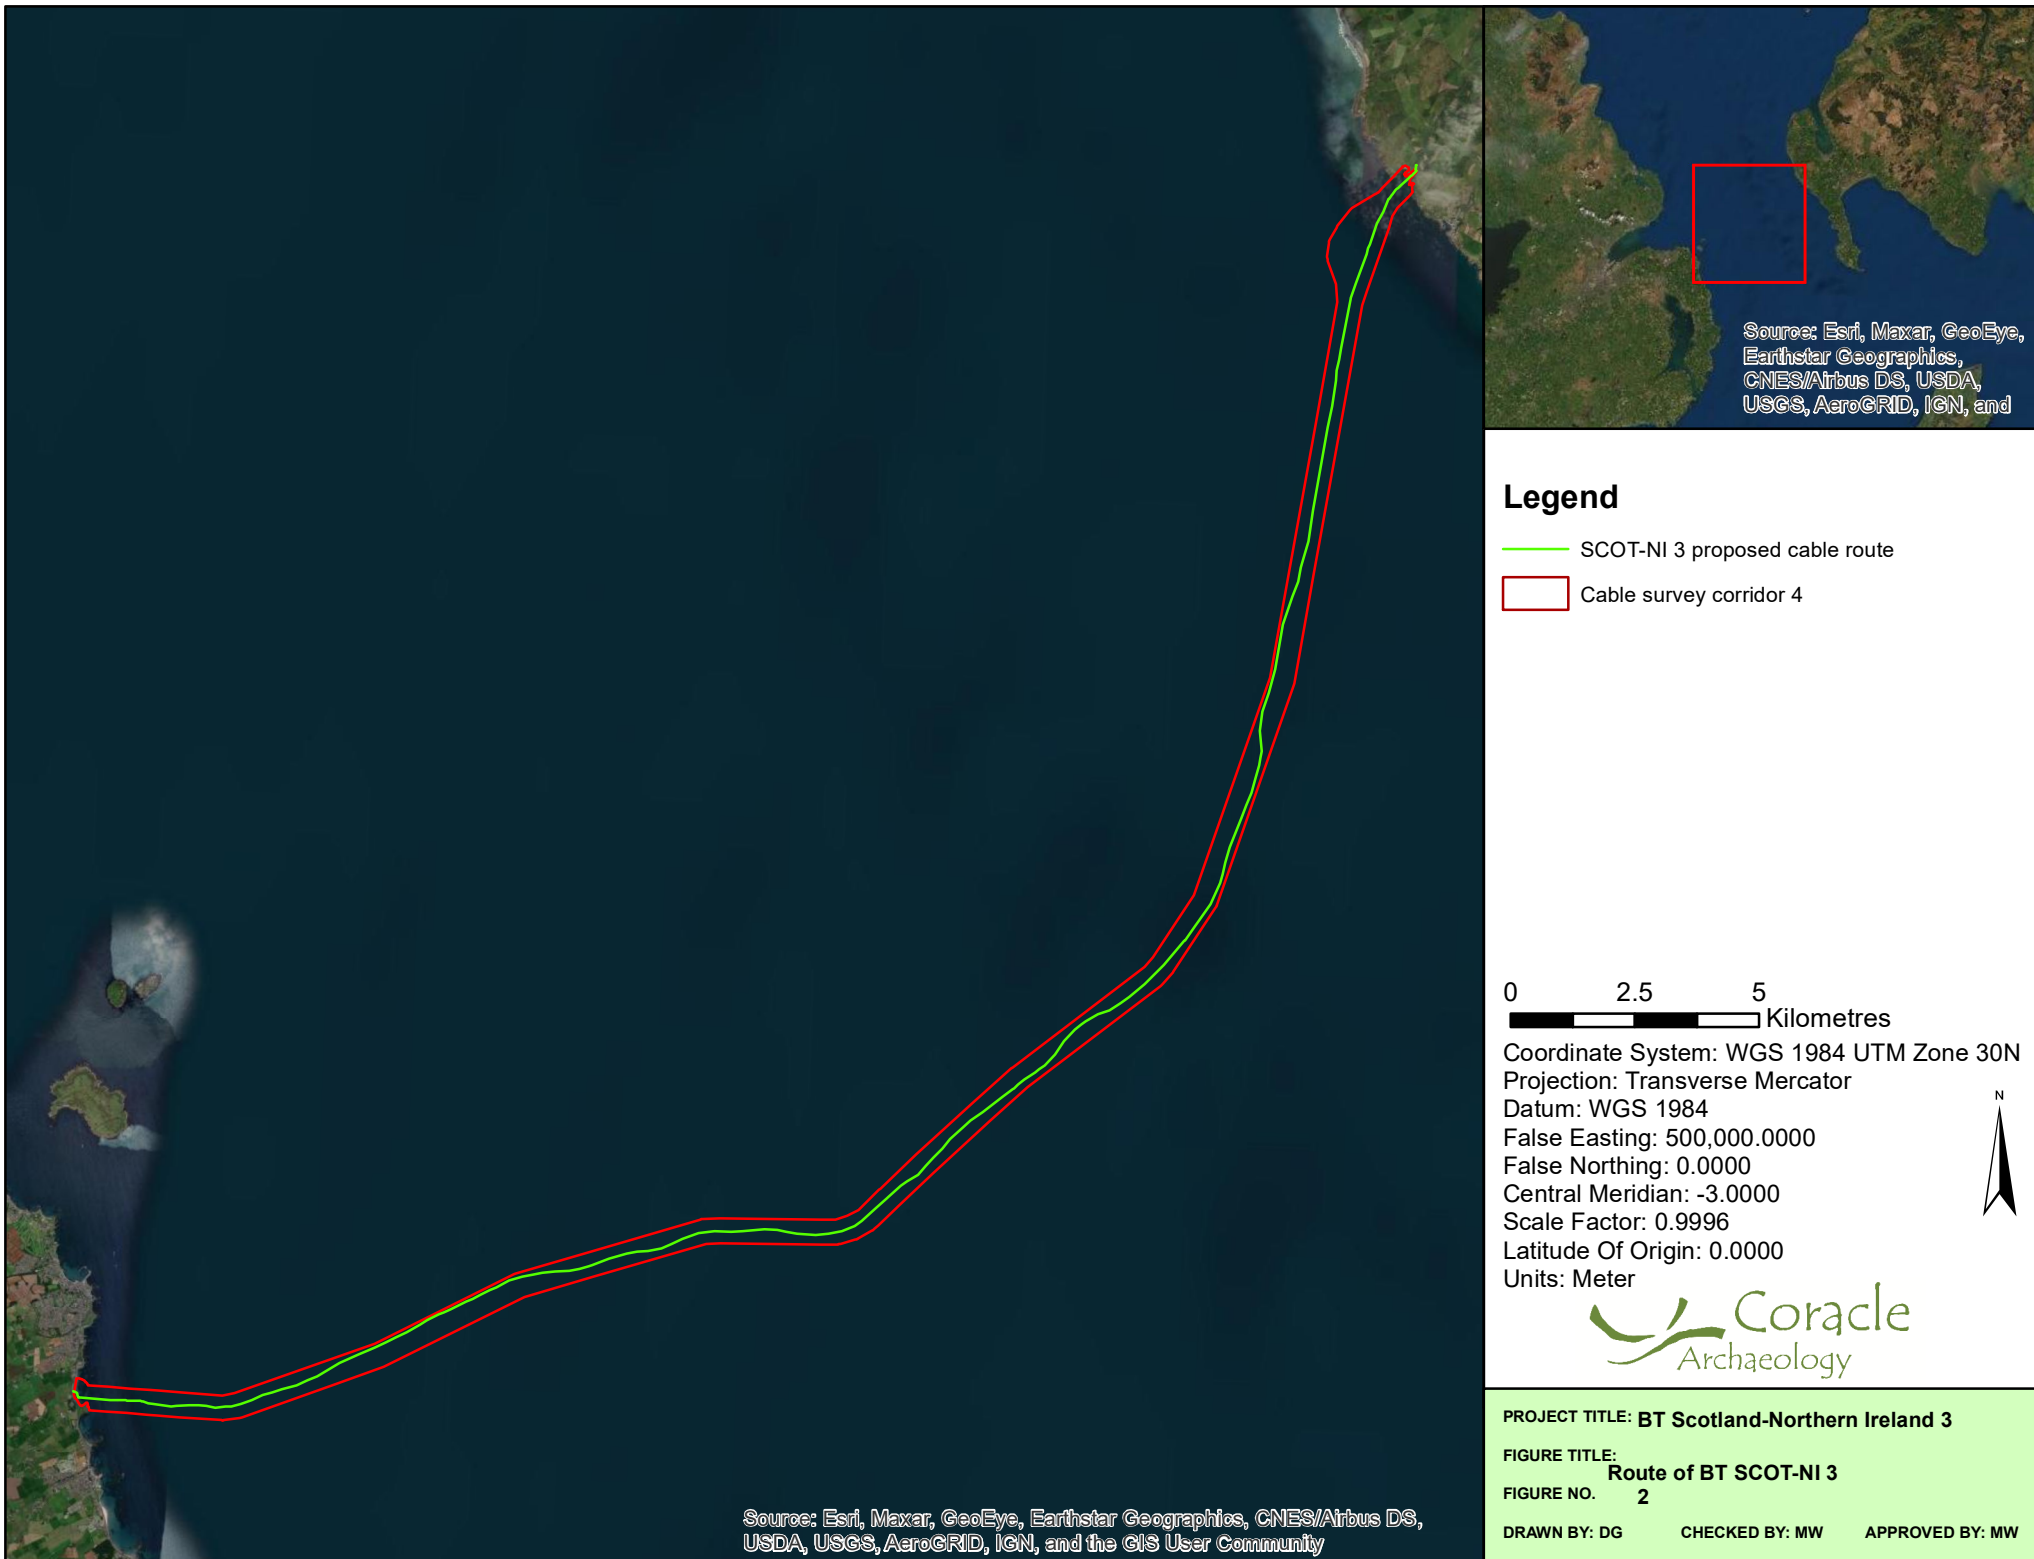 Source: Esri, Maxar, GeoEye,
Earthstar Geographics,
CNES/Airbus DS, USDA,
USGS, AeroGRID, IGN, and
Legend
SCOT-NI 3 proposed cable route
Cable survey corridor 4
0 2.5 5
Kilometres
Coordinate System: WGS 1984 UTM Zone 30N
Projection: Transverse Mercator
Datum: WGS 1984
False Easting: 500,000.0000
False Northing: 0.0000
Central Meridian: -3.0000
Scale Factor: 0.9996
Latitude Of Origin: 0.0000
Units: Meter
N
Coracle
Archaeology
PROJECT TITLE: BT Scotland-Northern Ireland 3
FIGURE TITLE:
Route of BT SCOT-NI 3
FIGURE NO. 2
DRAWN BY: DG CHECKED BY: MW APPROVED BY: MW
Source: Esri, Maxar, GeoEye, Earthstar Geographics, CNES/Airbus DS,
USDA, USGS, AeroGRID, IGN, and the GIS User Community